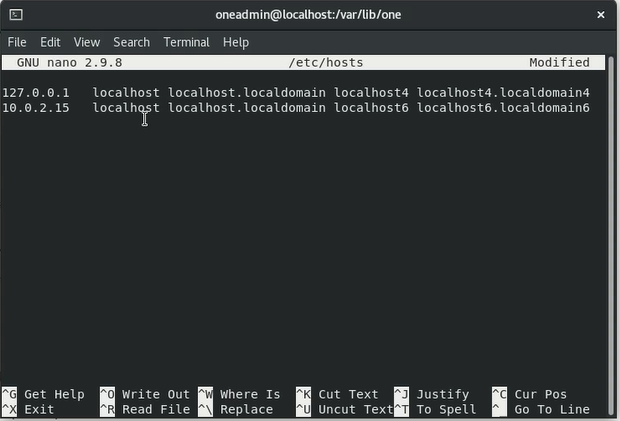 oneadmin@localhost:/var/lib/one
File Edit View Search Terminal Help
GNU nano 2.9.8 /etc/hosts Modified
127.0.0.1 localhost localhost.localdomain localhost4 localhost4.localdomain4
10.0.2.15 localhost localhost.localdomain localhost6 localhost6.localdomain6
^G Get Help ^O Write Out ^W Where Is ^K Cut Text ^J Justify ^C Cur Pos
^X Exit ^R Read File ^\ Replace ^U Uncut Text ^T To Spell ^_ Go To Line